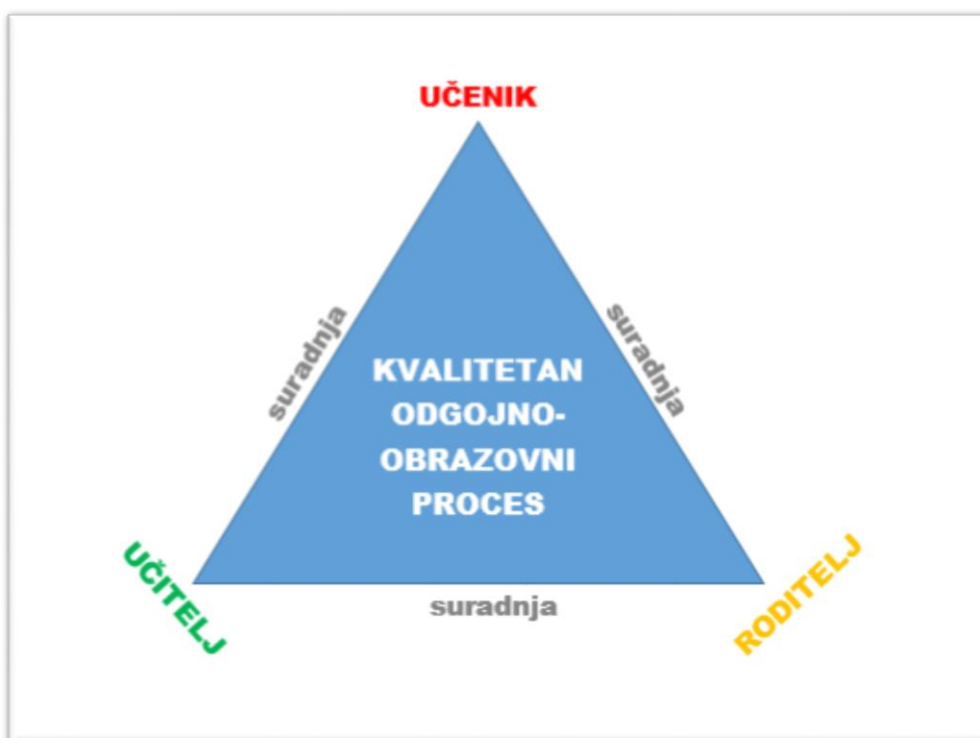 UČENIK
suradnja
suradnja
KVALITETAN
ODGOJNO-
OBRAZOVNI
PROCES
UČITELJ
suradnja
RODITELJ